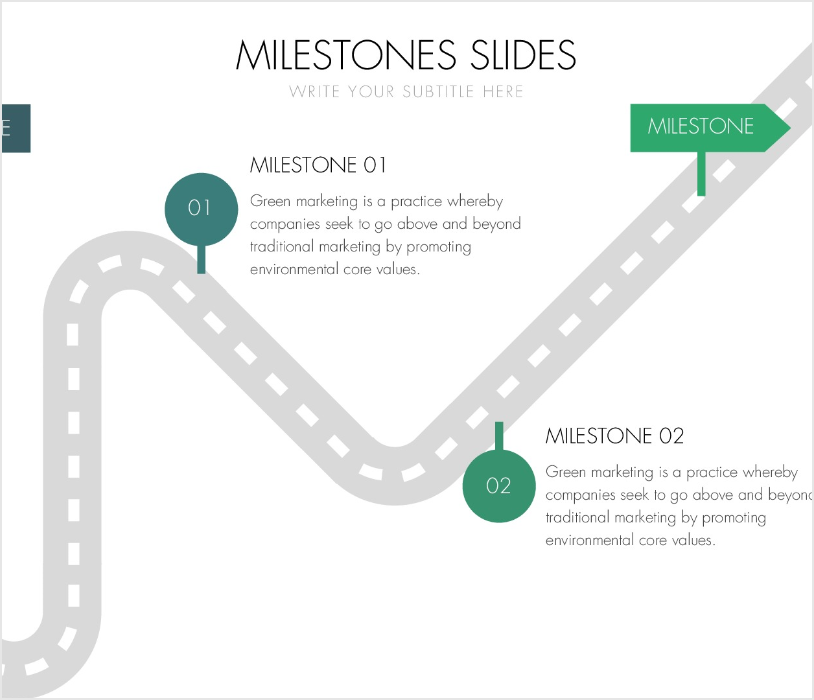 MILESTONES SLIDES
WRITE YOUR SUBTITLE HERE
E
MILESTONE
MILESTONE 01
01
Green marketing is a practice whereby
companies seek to go above and beyond
traditional marketing by promoting
environmental core values.
MILESTONE 02
02
Green marketing is a practice whereby
companies seek to go above and beyond
traditional marketing by promoting
environmental core values.